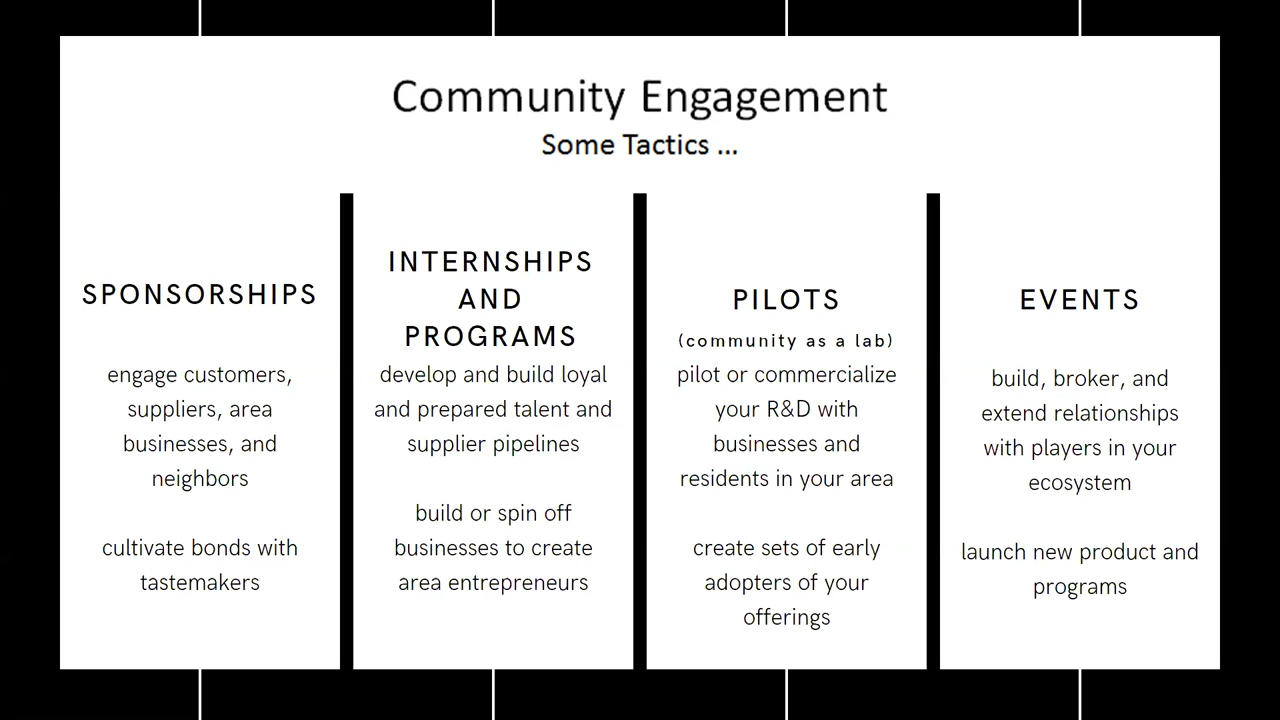 Community Engagement
Some Tactics ...
SPONSORSHIPS
engage customers,
suppliers, area
businesses, and
neighbors
cultivate bonds with
tastemakers
INTERNSHIPS
AND
PROGRAMS
develop and build loyal
and prepared talent and
supplier pipelines
build or spin off
businesses to create
area entrepreneurs
PILOTS
(community as a lab)
pilot or commercialize
your R&D with
businesses and
residents in your area
create sets of early
adopters of your
offerings
EVENTS
build, broker, and
extend relationships
with players in your
ecosystem
launch new product and
programs